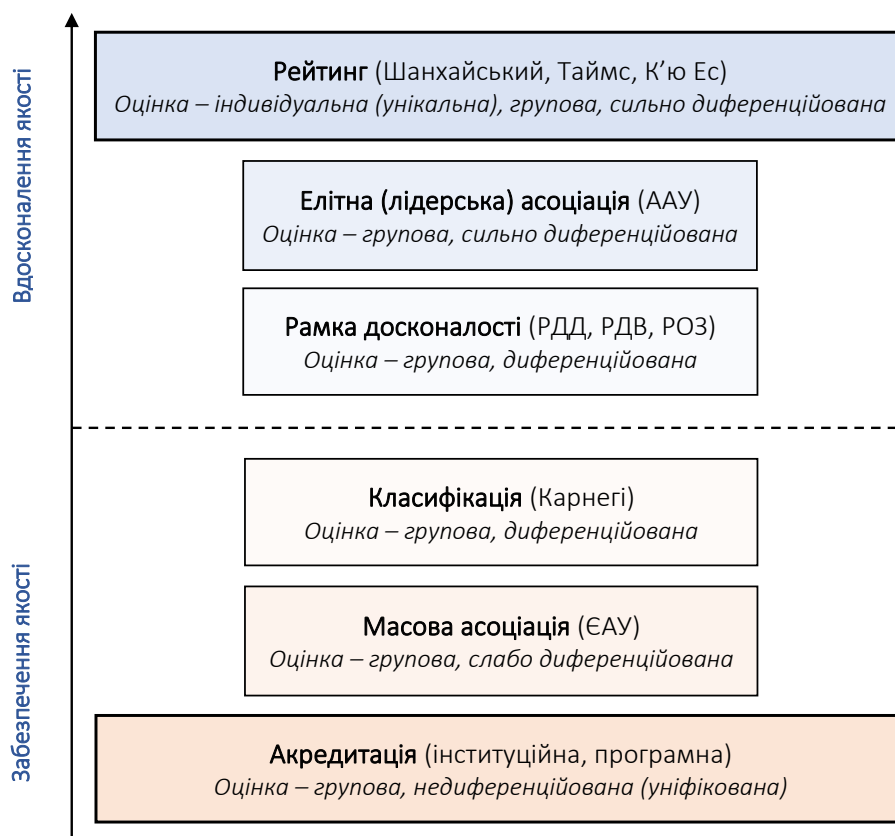 Вдосконалення якості
Рейтинг (Шанхайський, Таймс, К’ю Ес)
Оцінка – індивідуальна (унікальна), групова, сильно диференційована
Елітна (лідерська) асоціація (ААУ)
Оцінка – групова, сильно диференційована
Рамка досконалості (РДД, РДВ, РОЗ)
Оцінка – групова, диференційована
Забезпечення якості
Класифікація (Карнегі)
Оцінка – групова, диференційована
Масова асоціація (ЄАУ)
Оцінка – групова, слабо диференційована
Акредитація (інституційна, програмна)
Оцінка – групова, недиференційована (уніфікована)